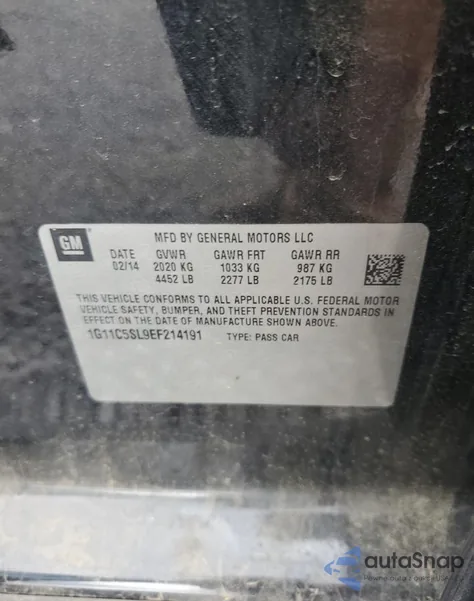 GM
MFD BY GENERAL MOTORS LLC
DATE GVWR GAWR FRT GAWR RR
02/14 2020 KG 1033 KG 987 KG
4452 LB 2277 LB 2175 LB
THIS VEHICLE CONFORMS TO ALL APPLICABLE U.S. FEDERAL MOTOR
VEHICLE SAFETY, BUMPER, AND THEFT PREVENTION STANDARDS IN
EFFECT ON THE DATE OF MANUFACTURE SHOWN ABOVE.
1G11C5SL9EF214191 TYPE: PASS CAR
autaSnap